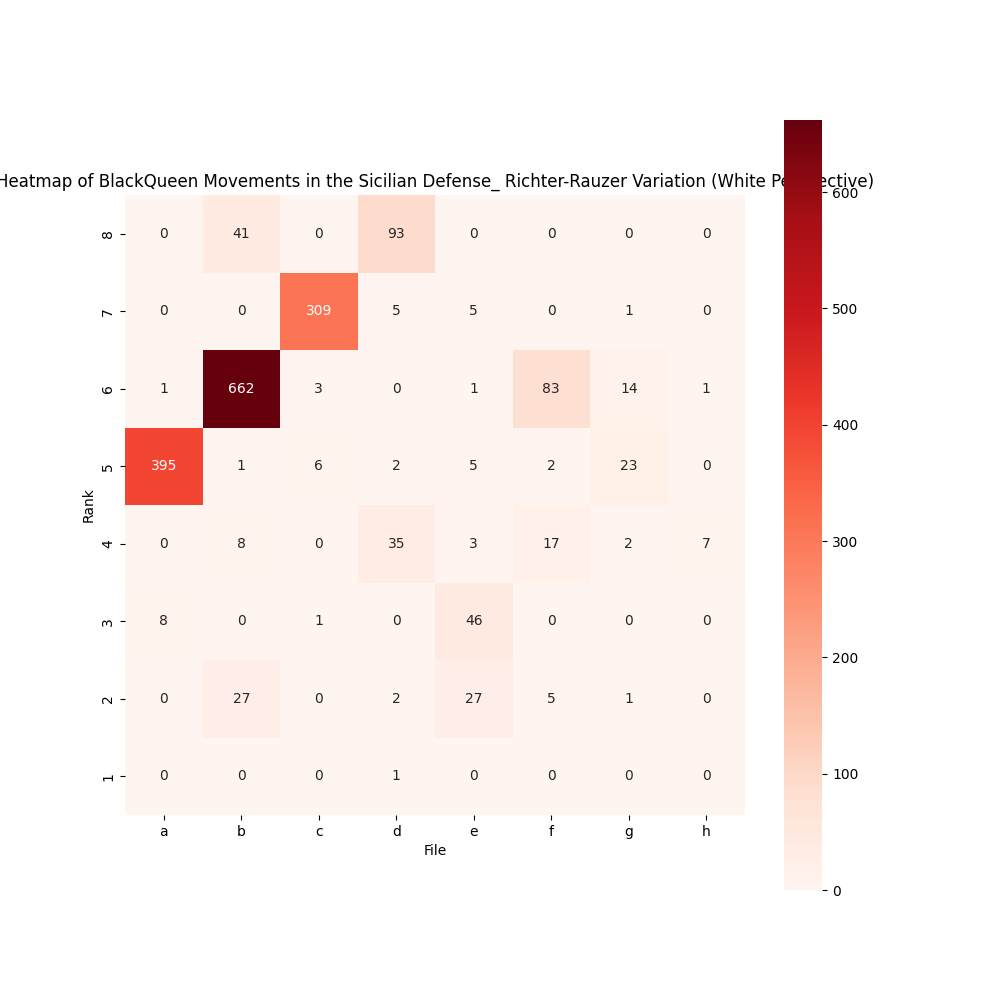 Heatmap of BlackQueen Movements in the Sicilian Defense_ Richter-Rauzer Variation (White Pe ective)
8 0 41 0 93 0 0 0 0
7 0 0 309 5 5 0 1 0
6 1 662 3 0 1 83 14 1
5 395 1 6 2 5 2 23 0
4 0 8 0 35 3 17 2 7
3 8 0 1 0 46 0 0 0
2 0 27 0 2 27 5 1 0
1 0 0 0 1 0 0 0 0
a b c d e f g h
Rank
File
600
500
400
300
200
100
0